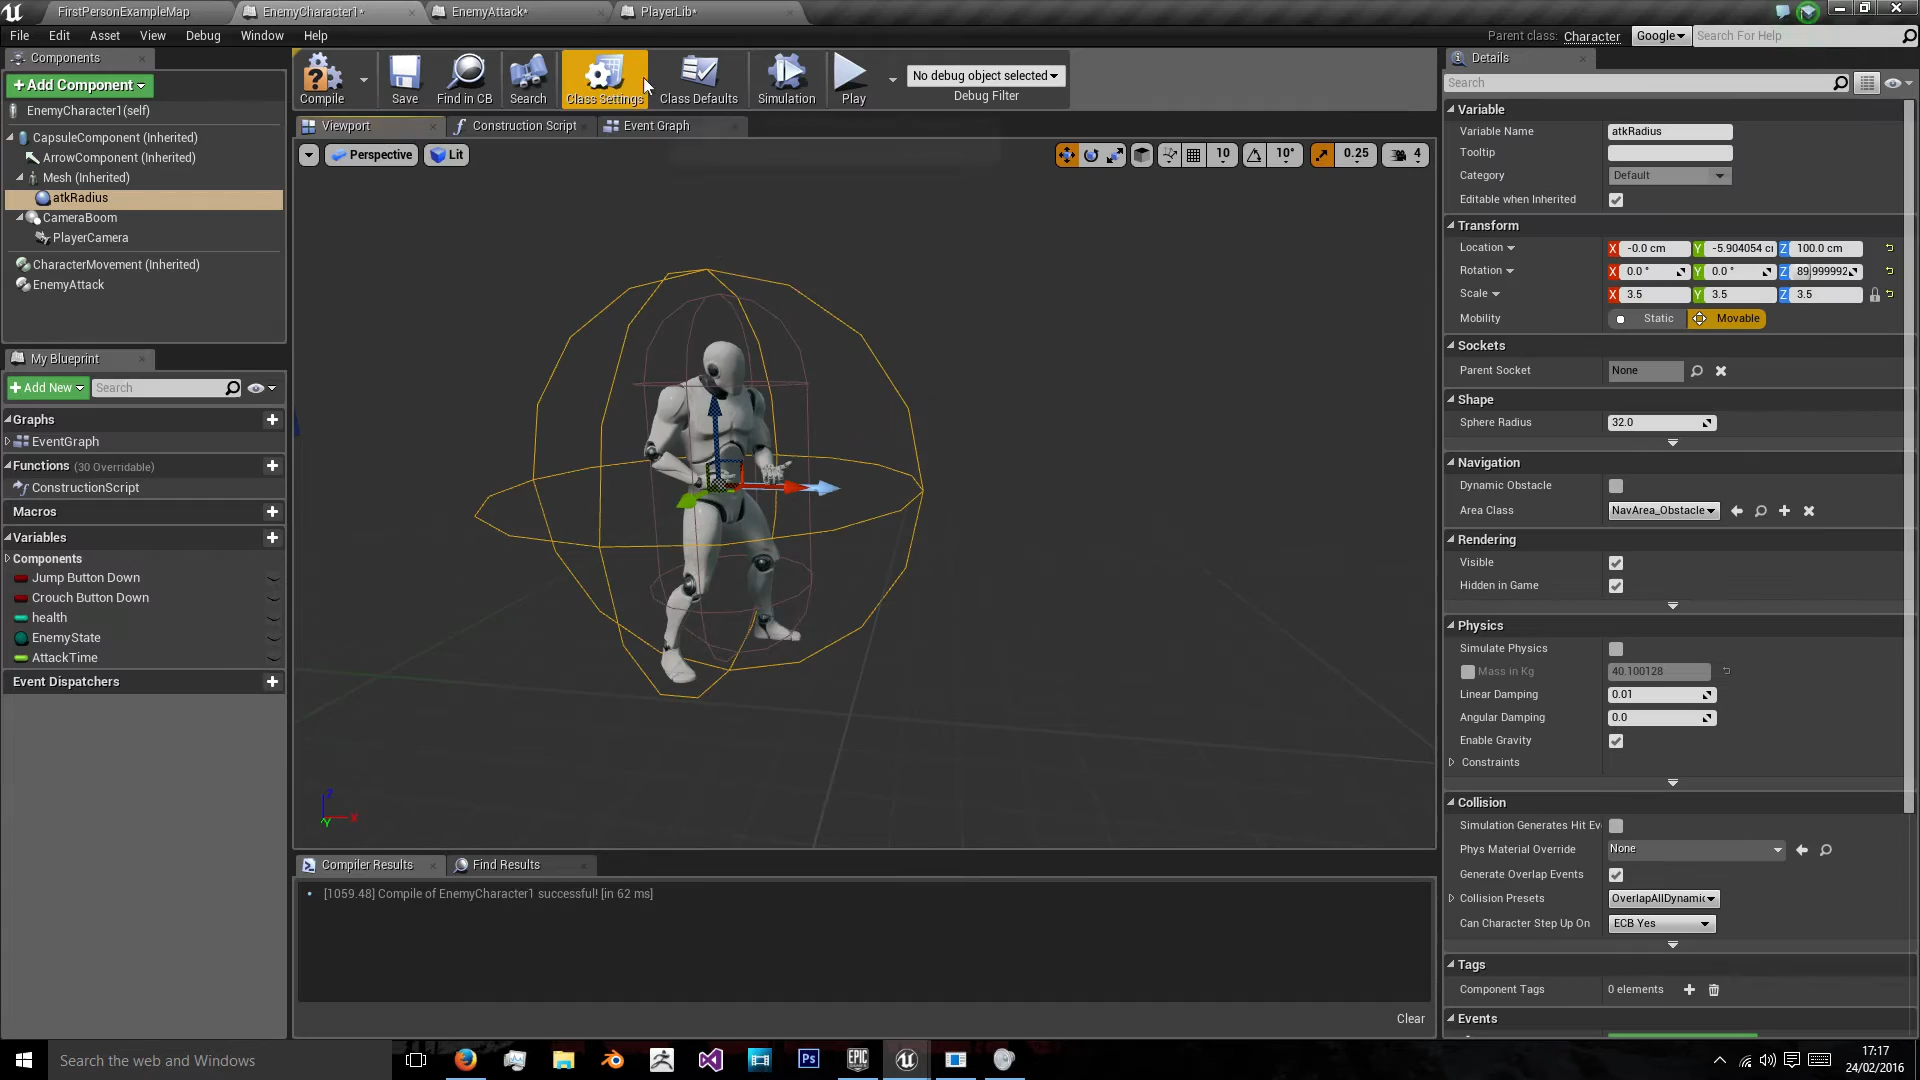 FirstPersonExampleMap
EnemyCharacter1*
EnemyAttack*
PlayerLib*
File Edit Asset View Debug Window Help
Parent class: Character
Google
Search For Help
Components
+Add Component
EnemyCharacter1(self)
CapsuleComponent (Inherited)
ArrowComponent (Inherited)
Mesh (Inherited)
atkRadius
CameraBoom
PlayerCamera
CharacterMovement (Inherited)
EnemyAttack
My Blueprint
+Add New
Search
Graphs
EventGraph
Functions (30 Overridable)
ConstructionScript
Macros
Variables
Components
Jump Button Down
Crouch Button Down
health
EnemyState
AttackTime
Event Dispatchers
Compile
Save
Find in CB
Search
Class Settings
Class Defaults
Simulation
Play
No debug object selected
Debug Filter
Viewport
Construction Script
Event Graph
Perspective
Lit
10
10°
0.25
4
Z
X
Y
Compiler Results
Find Results
[1059.48] Compile of EnemyCharacter1 successful! [in 62 ms]
Clear
Details
Search
Variable
Variable Name atkRadius
Tooltip
Category Default
Editable when Inherited
Transform
Location X -0.0 cm Y -5.904054 c Z 100.0 cm
Rotation X 0.0 ° Y 0.0 ° Z 89.999992
Scale X 3.5 Y 3.5 Z 3.5
Mobility Static Movable
Sockets
Parent Socket None
Shape
Sphere Radius 32.0
Navigation
Dynamic Obstacle
Area Class NavArea_Obstacle
Rendering
Visible
Hidden in Game
Physics
Simulate Physics
Mass in Kg 40.100128
Linear Damping 0.01
Angular Damping 0.0
Enable Gravity
Constraints
Collision
Simulation Generates Hit Ev
Phys Material Override None
Generate Overlap Events
Collision Presets OverlapAllDynamic
Can Character Step Up On ECB Yes
Tags
Component Tags 0 elements
Events
Search the web and Windows
Ps
EPIC
17:17
24/02/2016